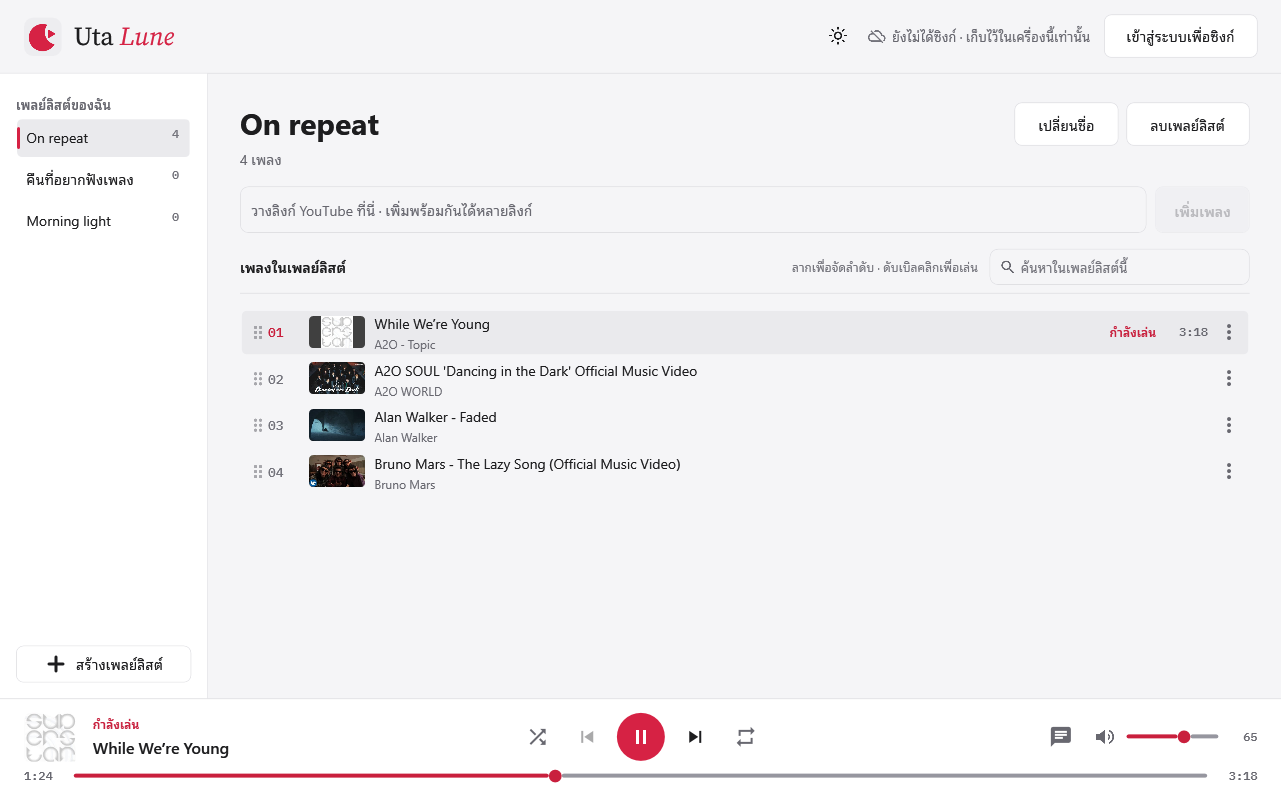 Uta Lune
ยังไม่ได้ซิงก์ · เก็บไว้ในเครื่องนี้เท่านั้น
เข้าสู่ระบบเพื่อซิงก์
เพลย์ลิสต์ของฉัน
On repeat 4
คืนที่อยากฟังเพลง 0
Morning light 0
สร้างเพลย์ลิสต์
On repeat
4 เพลง
เปลี่ยนชื่อ
ลบเพลย์ลิสต์
วางลิงก์ YouTube ที่นี่ · เพิ่มพร้อมกันได้หลายลิงก์
เพิ่มเพลง
เพลงในเพลย์ลิสต์
ลากเพื่อจัดลำดับ · ดับเบิลคลิกเพื่อเล่น
ค้นหาในเพลย์ลิสต์นี้
01 While We’re Young กำลังเล่น 3:18
A2O - Topic
02 A2O SOUL 'Dancing in the Dark' Official Music Video
A2O WORLD
03 Alan Walker - Faded
Alan Walker
04 Bruno Mars - The Lazy Song (Official Music Video)
Bruno Mars
กำลังเล่น
While We’re Young
65
1:24
3:18